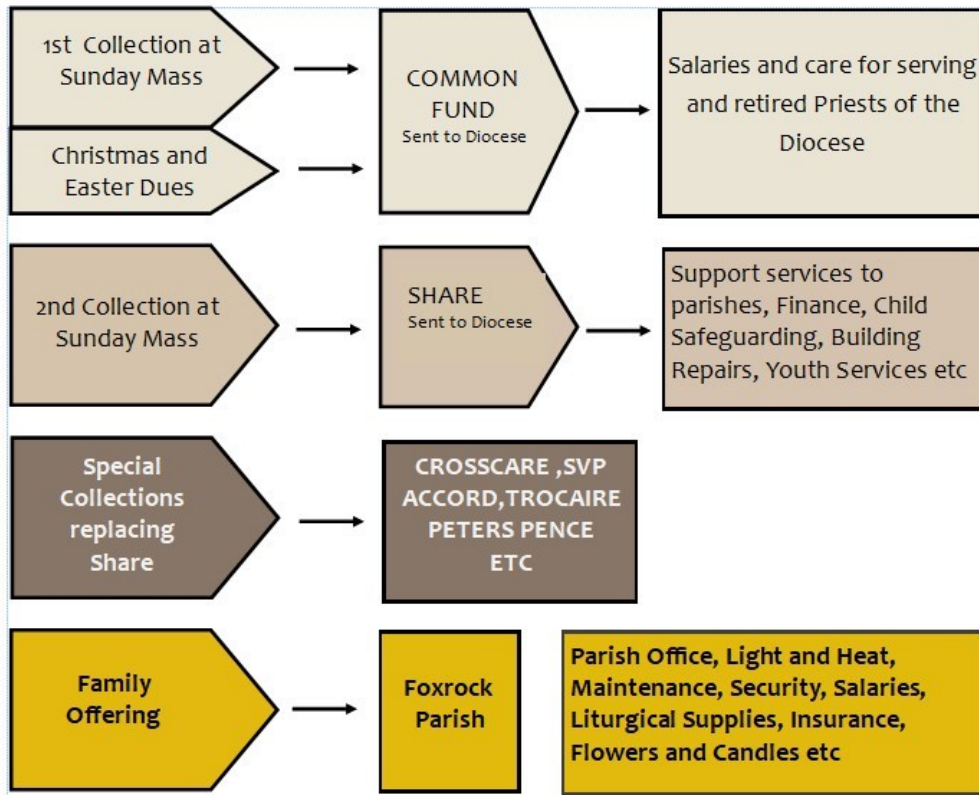 1st Collection at
Sunday Mass
Christmas and
Easter Dues
COMMON
FUND
Sent to Diocese
Salaries and care for serving
and retired Priests of the
Diocese
2nd Collection at
Sunday Mass
SHARE
Sent to Diocese
Support services to
parishes, Finance, Child
Safeguarding, Building
Repairs, Youth Services etc
Special
Collections
replacing
Share
CROSSCARE ,SVP
ACCORD,TROCAIRE
PETERS PENCE
ETC
Family
Offering
Foxrock
Parish
Parish Office, Light and Heat,
Maintenance, Security, Salaries,
Liturgical Supplies, Insurance,
Flowers and Candles etc